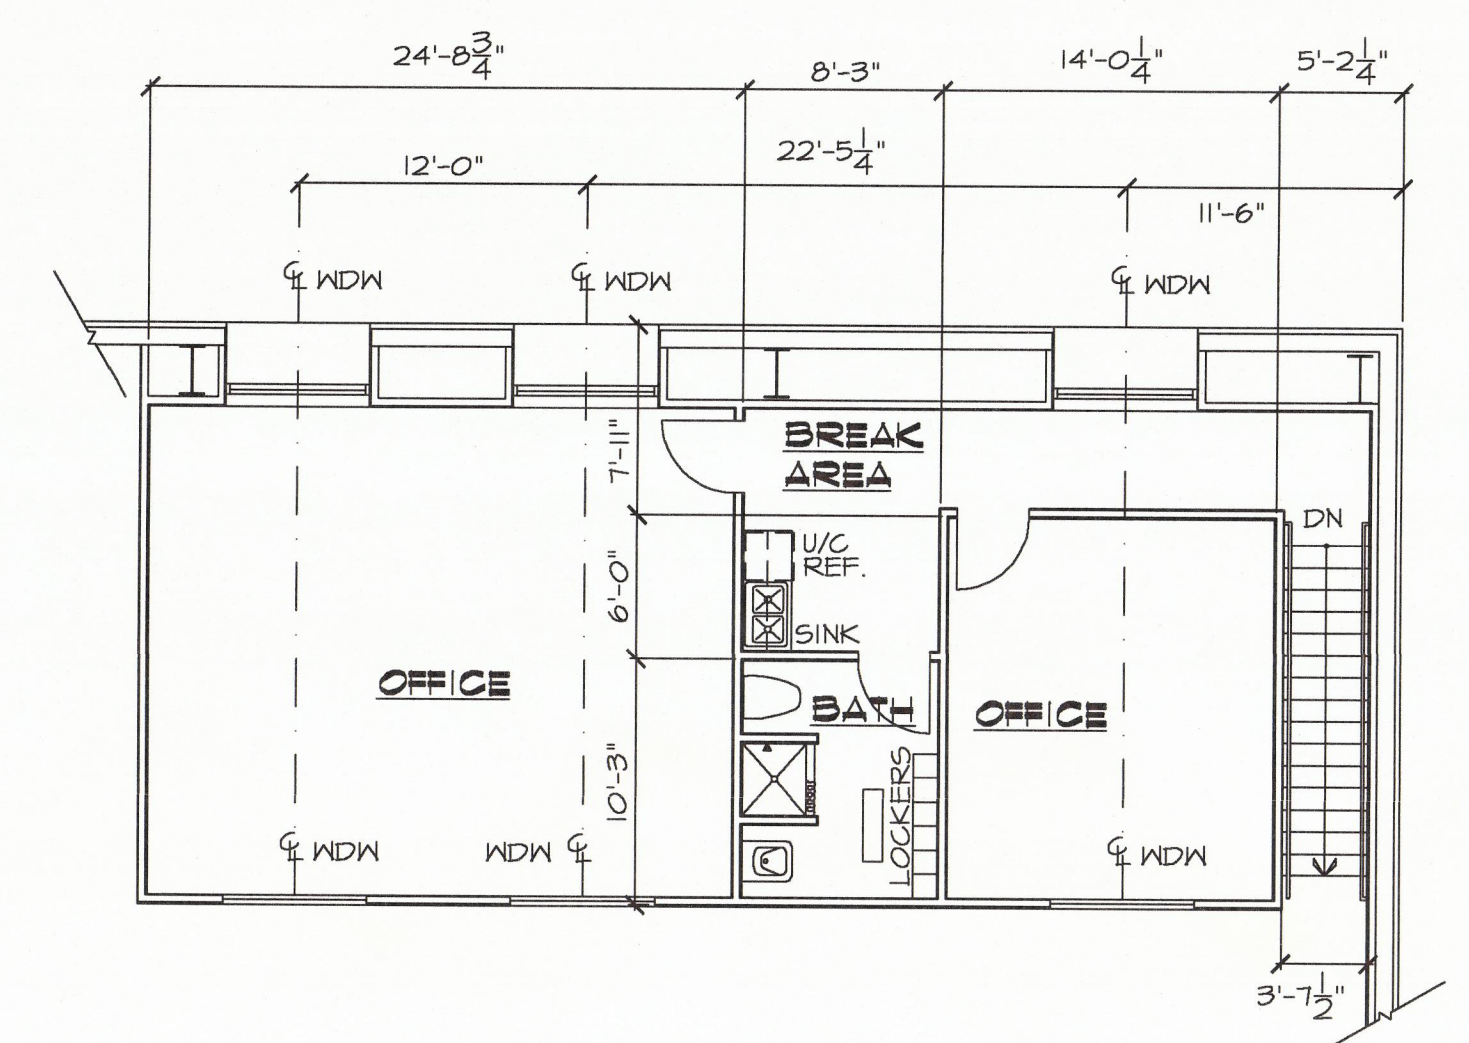 24'-8 3/4"
8'-3"
14'-0 1/4"
5'-2 1/4"
12'-0"
22'-5 1/4"
11'-6"
℄ WDW
℄ WDW
℄ WDW
7'-11"
BREAK
AREA
DN
U/C
REF.
6'-0"
SINK
OFFICE
BATH
OFFICE
10'-3"
LOCKERS
℄ WDW
WDW ℄
℄ WDW
3'-7 1/2"